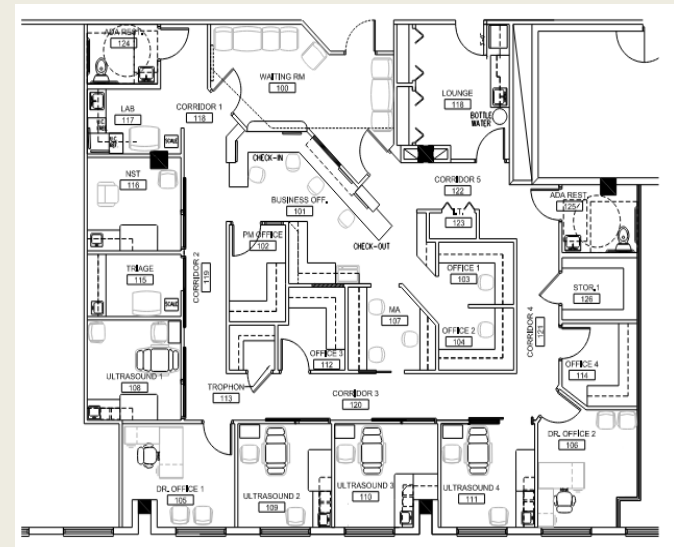 ADA REST.
124
WAITING RM
100
LOUNGE
118
BOTTLE
WATER
LAB
117
CORRIDOR 1
118
SCALE
NST
116
CHECK-IN
BUSINESS OFF.
101
CHECK-OUT
PM OFFICE
102
CORRIDOR 5
122
I.T.
123
ADA REST.
125
TRIAGE
115
SCALE
CORRIDOR 2
119
OFFICE 1
103
STOR.1
126
MA
107
OFFICE 2
104
CORRIDOR 4
121
ULTRASOUND 1
108
OFFICE 3
112
OFFICE 4
114
TROPHON
113
CORRIDOR 3
120
DR. OFFICE 1
105
ULTRASOUND 2
109
ULTRASOUND 3
110
ULTRASOUND 4
111
DR. OFFICE 2
106